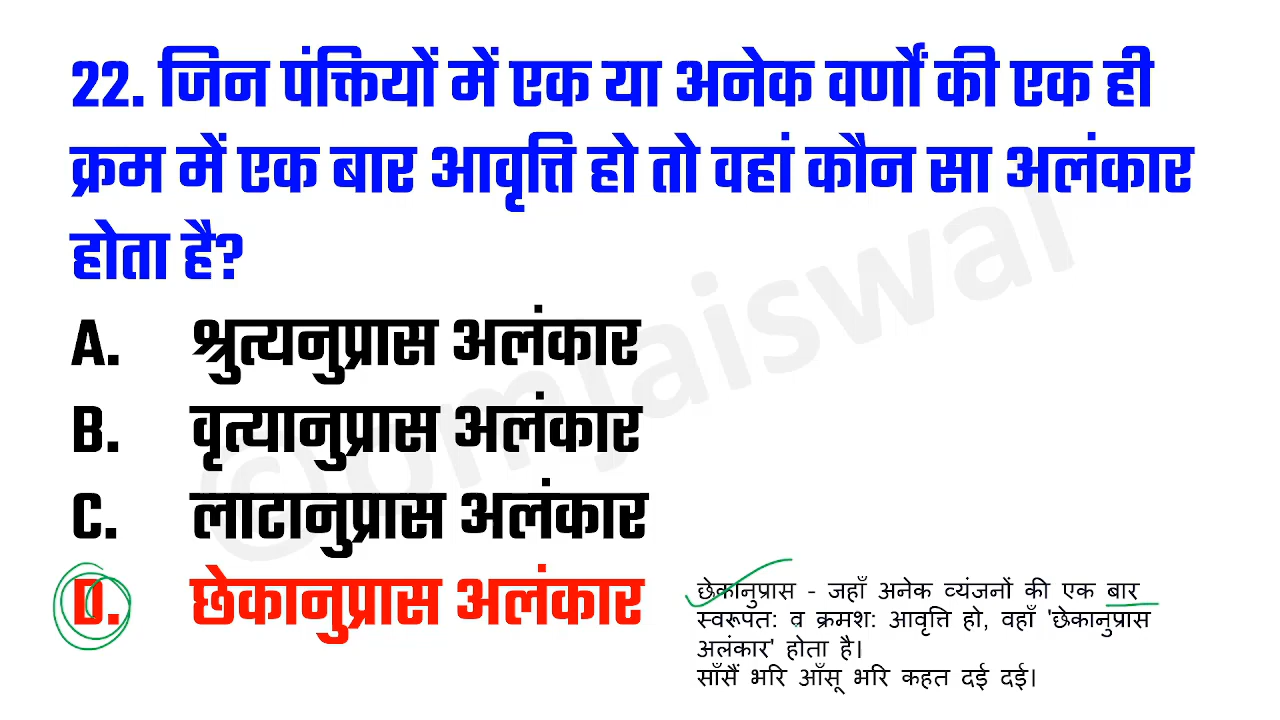 22. जिन पंक्तियों में एक या अनेक वर्णों की एक ही
क्रम में एक बार आवृत्ति हो तो वहां कौन सा अलंकार
होता है?
A. श्रुत्यनुप्रास अलंकार
B. वृत्यानुप्रास अलंकार
C. लाटानुप्रास अलंकार
D. छेकानुप्रास अलंकार
छेकानुप्रास - जहाँ अनेक व्यंजनों की एक बार
स्वरूपत: व क्रमश: आवृत्ति हो, वहाँ 'छेकानुप्रास
अलंकार' होता है।
साँसैं भरि आँसू भरि कहत दई दई।
©omjaiswal